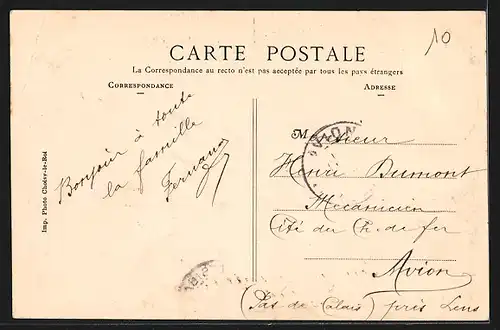 10
CARTE POSTALE
La Correspondance au recto n'est pas acceptée par tous les pays étrangers
CORRESPONDANCE
ADRESSE
Bonjour à toute
la famille
Fernand
Monsieur
Henri Dumont
Mécanicien
Cité du Ch. de fer
Avion
(Pas-de-Calais) près Lens
AVION
Imp. Photo Choisy-le-Roi